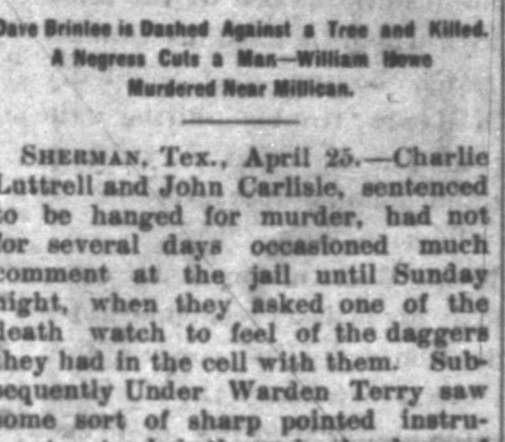 Dave Brinlee is Dashed Against a Tree and Killed.
A Negress Cuts a Man—William Howe
Murdered Near Millican.
SHERMAN, Tex., April 25.—Charlie
Luttrell and John Carlisle, sentenced
to be hanged for murder, had not
for several days occasioned much
comment at the jail until Sunday
night, when they asked one of the
death watch to feel of the daggers
they had in the cell with them. Sub-
sequently Under Warden Terry saw
some sort of sharp pointed instru-